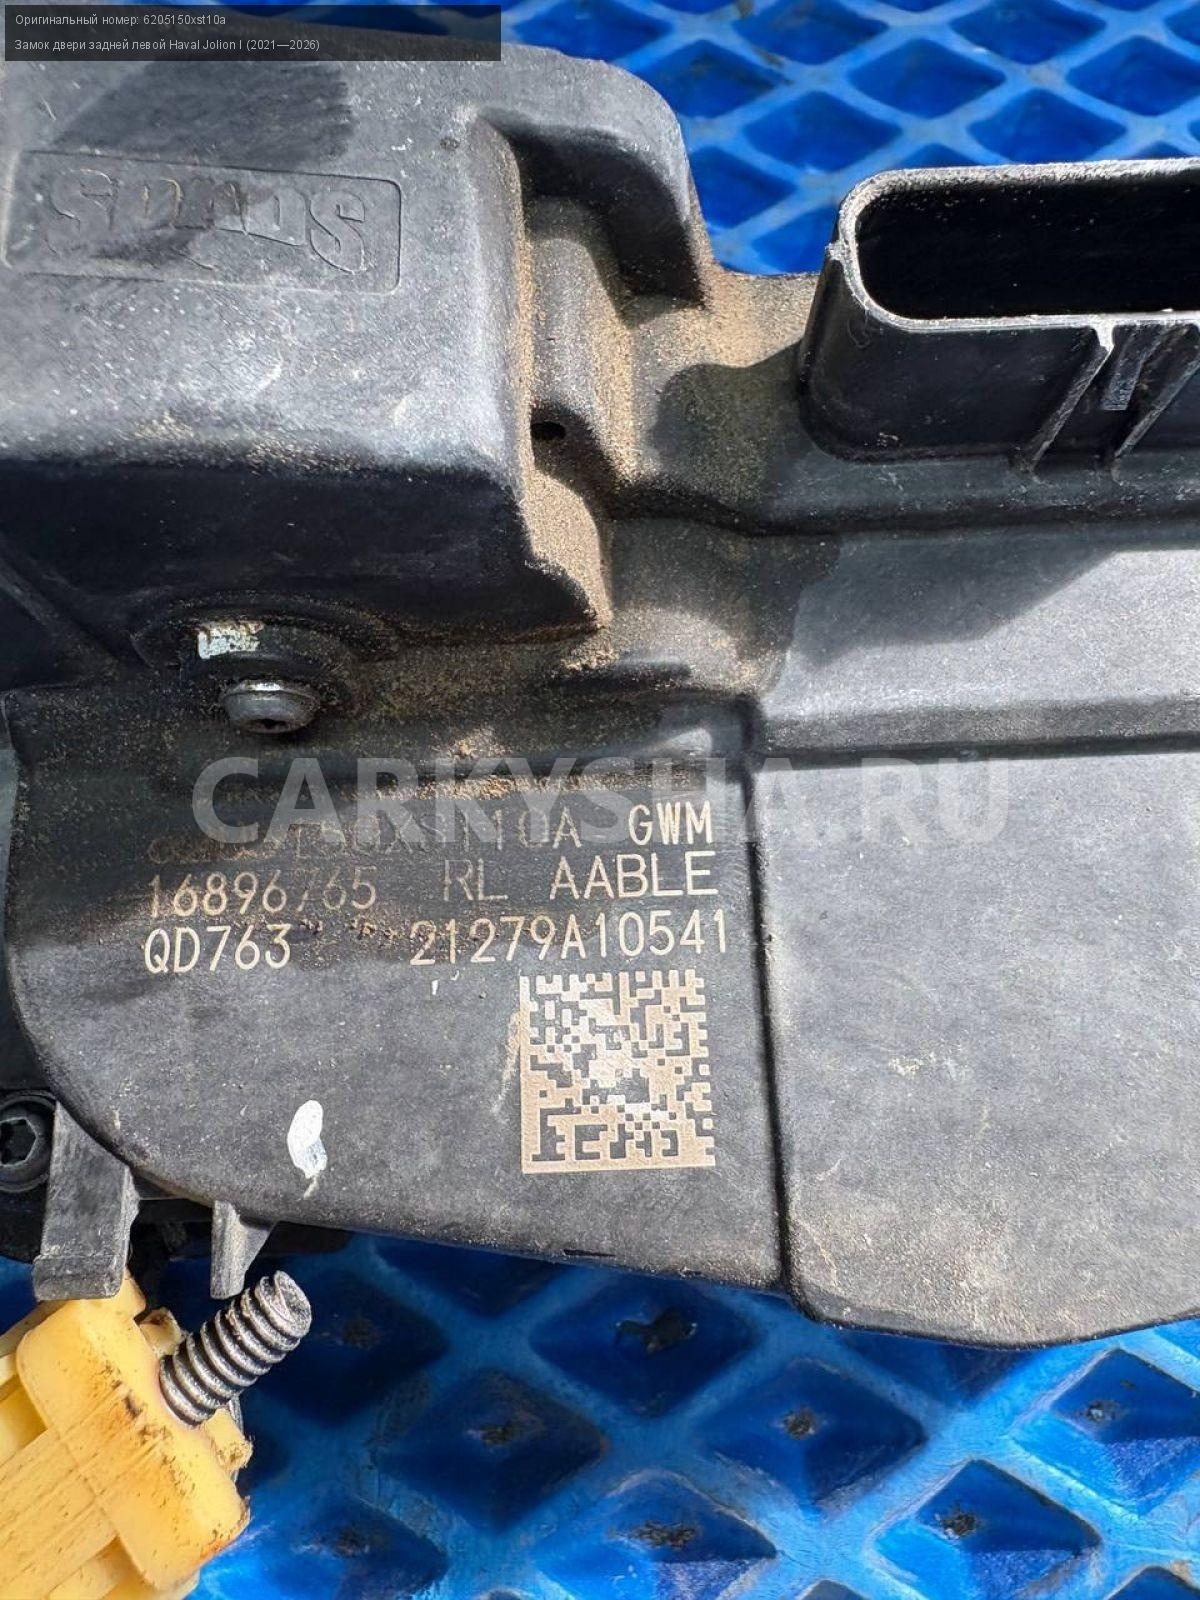 Оригинальный номер: 6205150xst10a
Замок двери задней левой Haval Jolion I (2021—2026)
CARKYSHA.RU
GWM
16896765 RL AABLE
QD763 21279A10541